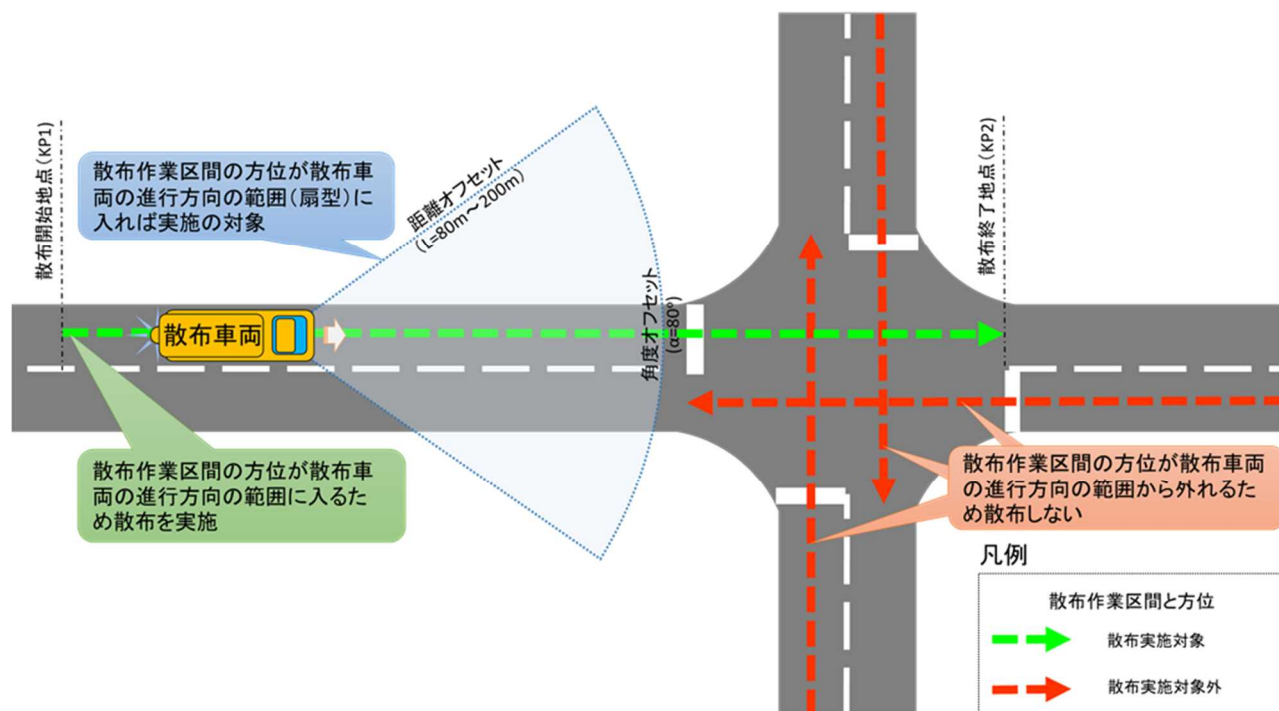 散布開始地点(KP1)
散布作業区間の方位が散布車
両の進行方向の範囲(扇型)に
入れば実施の対象
距離オフセット
(L=80m～200m)
散布車両
角度オフセット
(α=80°)
散布終了地点(KP2)
散布作業区間の方位が散布車
両の進行方向の範囲に入るた
め散布を実施
散布作業区間の方位が散布車両
の進行方向の範囲から外れるた
め散布しない
凡例
散布作業区間と方位
散布実施対象
散布実施対象外